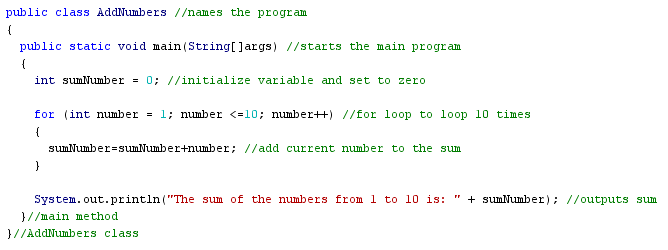 public class AddNumbers //names the program
{
  public static void main(String[]args) //starts the main program
  {
    int sumNumber = 0; //initialize variable and set to zero

    for (int number = 1; number <=10; number++) //for loop to loop 10 times
    {
      sumNumber=sumNumber+number; //add current number to the sum
    }

    System.out.println("The sum of the numbers from 1 to 10 is: " + sumNumber); //outputs sum
  }//main method
}//AddNumbers class